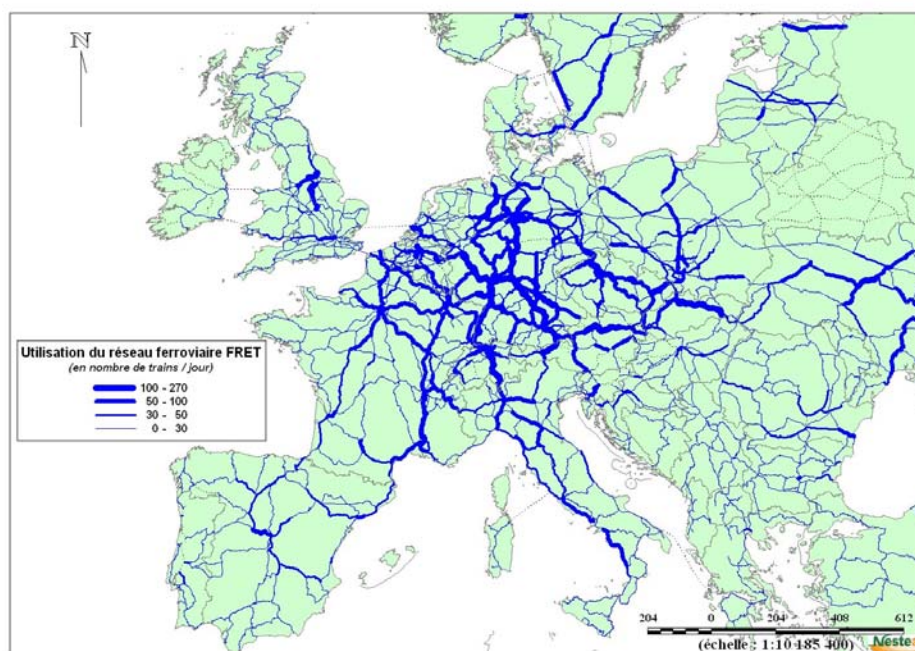 N
Utilisation du réseau ferroviaire FRET
(en nombre de trains / jour)
100 - 270
50 - 100
30 - 50
0 - 30
204 0 204 408 612
(échelle : 1:10 185 400)